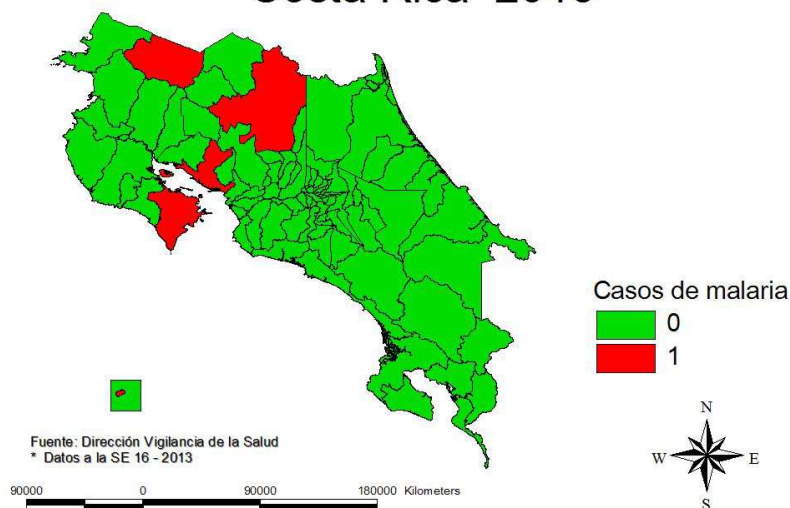 Casos de malaria
0
1
Fuente: Dirección Vigilancia de la Salud
* Datos a la SE 16 - 2013
N
W E
S
90000 0 90000 180000 Kilometers